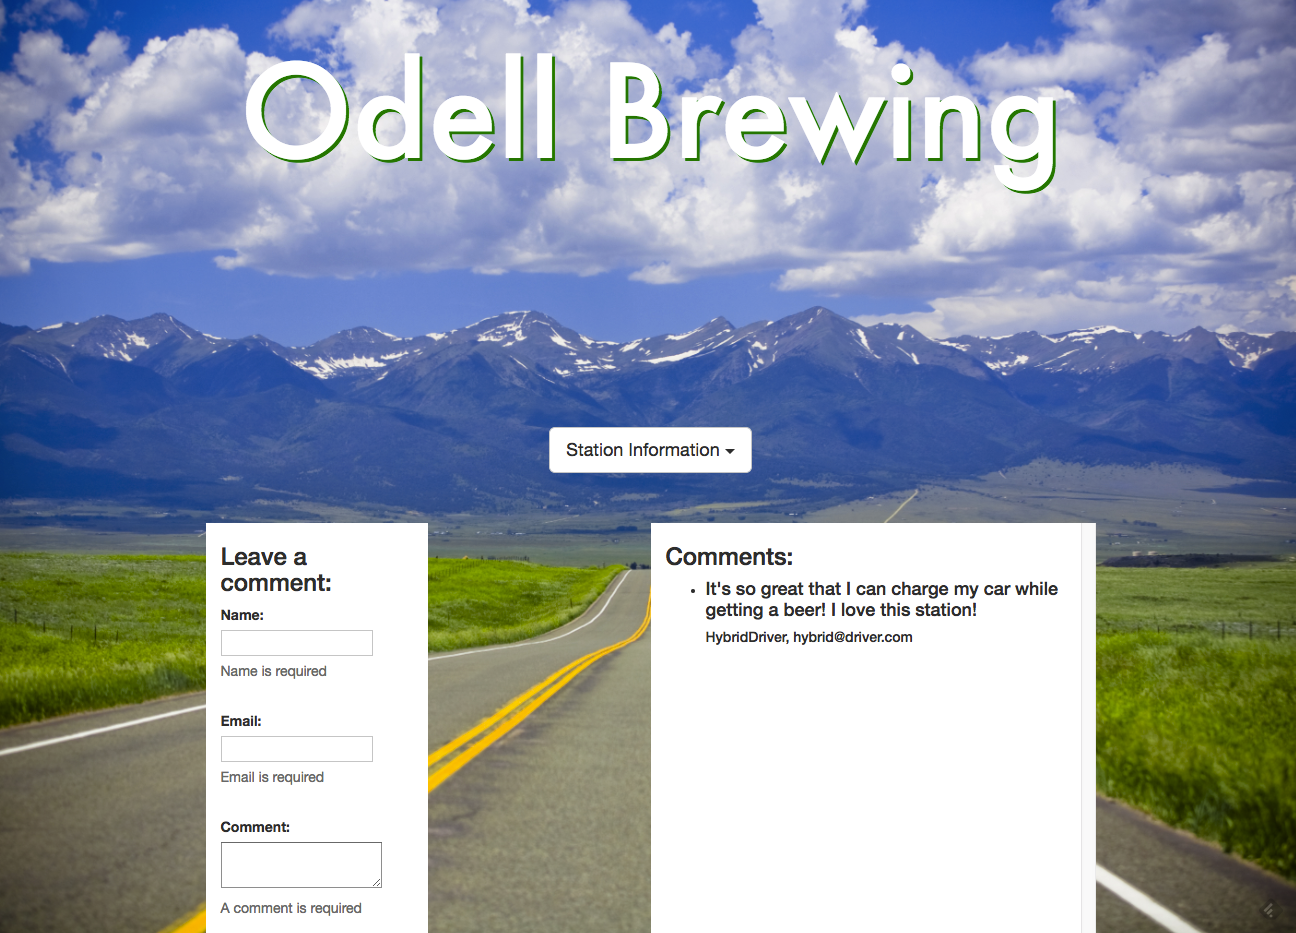 Odell Brewing
Station Information
Leave a
comment:
Name:
Name is required
Email:
Email is required
Comment:
A comment is required
Comments:
It's so great that I can charge my car while
getting a beer! I love this station!
HybridDriver, hybrid@driver.com